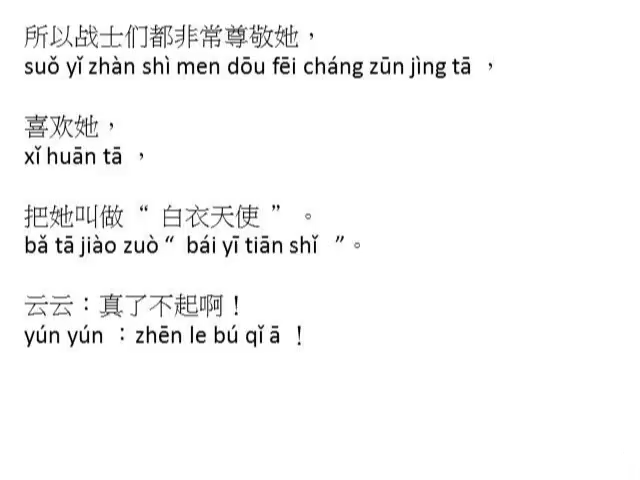 所以战士们都非常尊敬她，
suǒ yǐ zhàn shì men dōu fēi cháng zūn jìng tā ，
喜欢她，
xǐ huān tā ，
把她叫做“ 白衣天使 ” 。
bǎ tā jiào zuò “ bái yī tiān shǐ ” 。
云云：真了不起啊！
yún yún ：zhēn le bú qǐ ā ！